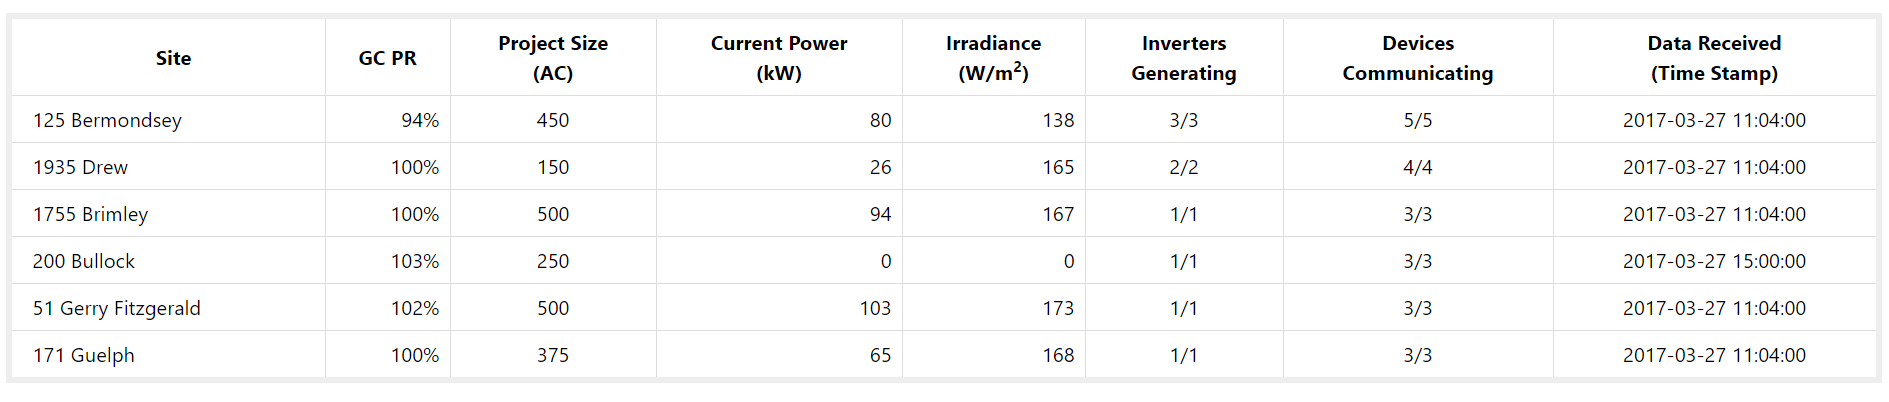 Site GC PR Project Size (AC) Current Power (kW) Irradiance (W/m²) Inverters Generating Devices Communicating Data Received (Time Stamp)
125 Bermondsey 94% 450 80 138 3/3 5/5 2017-03-27 11:04:00
1935 Drew 100% 150 26 165 2/2 4/4 2017-03-27 11:04:00
1755 Brimley 100% 500 94 167 1/1 3/3 2017-03-27 11:04:00
200 Bullock 103% 250 0 0 1/1 3/3 2017-03-27 15:00:00
51 Gerry Fitzgerald 102% 500 103 173 1/1 3/3 2017-03-27 11:04:00
171 Guelph 100% 375 65 168 1/1 3/3 2017-03-27 11:04:00